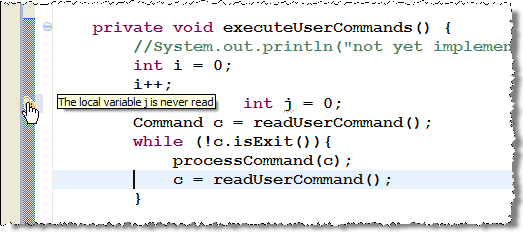 private void executeUserCommands() {
//System.out.println("not yet implemen
int i = 0;
i++;
The local variable j is never read int j = 0;
Command c = readUserCommand();
while (!c.isExit()){
processCommand(c);
c = readUserCommand();
}